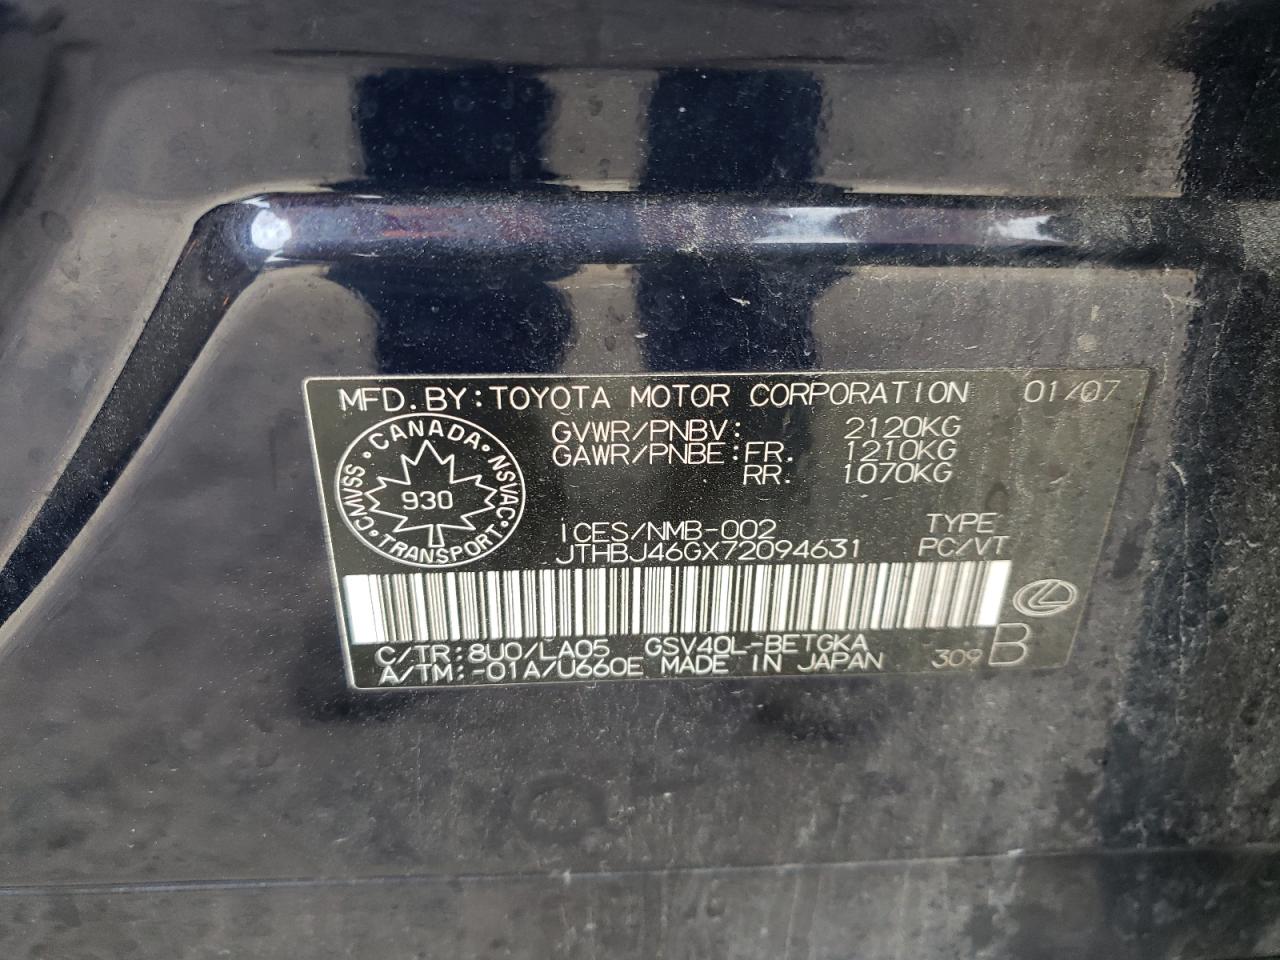 MFD. BY: TOYOTA MOTOR CORPORATION 01/07
GVWR/PNBV: 2120KG
GAWR/PNBE: FR. 1210KG
RR. 1070KG
CMVSS · CANADA · NSVAC · TRANSPORT ·
930
ICES/NMB-002 TYPE
JTHBJ46GX72094631 PC/VT
C/TR: 8U0/LA05 GSV40L-BETGKA
A/TM: -01A/U660E MADE IN JAPAN 309 B